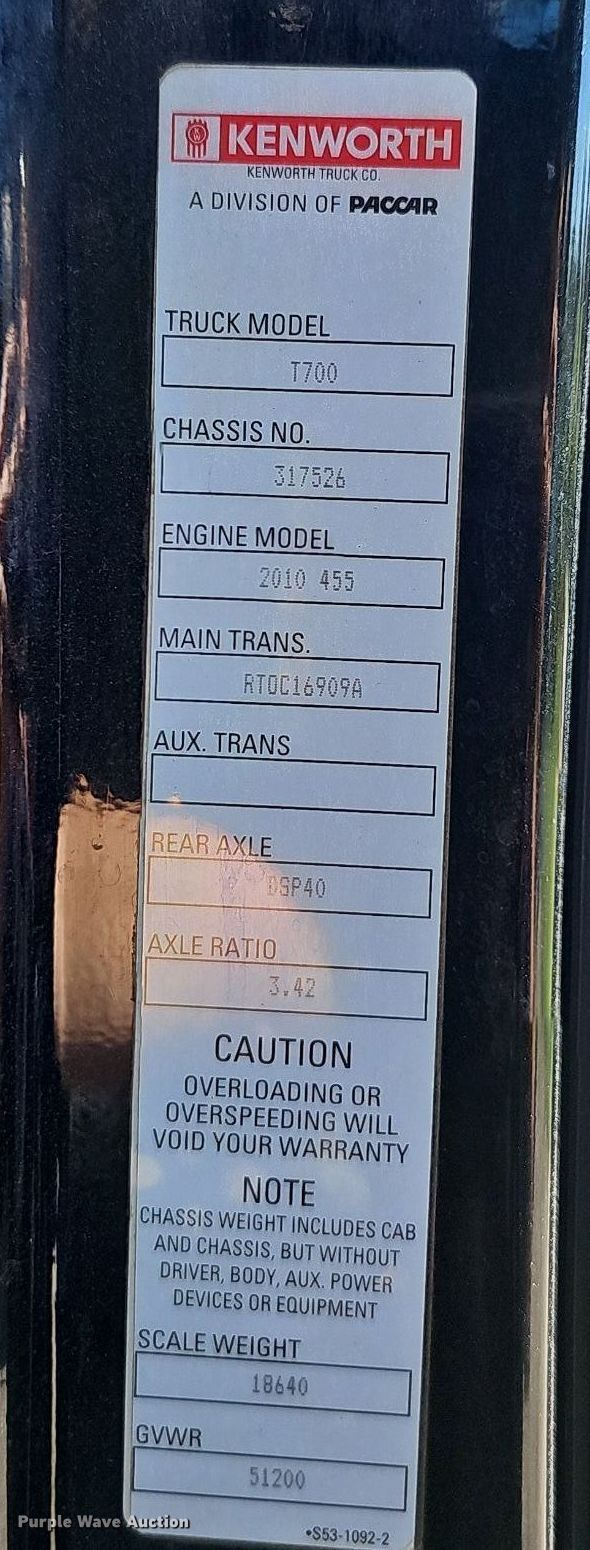 KENWORTH
KENWORTH TRUCK CO.
A DIVISION OF PACCAR
TRUCK MODEL
T700
CHASSIS NO.
317526
ENGINE MODEL
2010 455
MAIN TRANS.
RTOC16909A
AUX. TRANS
REAR AXLE
DSP40
AXLE RATIO
3.42
CAUTION
OVERLOADING OR
OVERSPEEDING WILL
VOID YOUR WARRANTY
NOTE
CHASSIS WEIGHT INCLUDES CAB
AND CHASSIS, BUT WITHOUT
DRIVER, BODY, AUX. POWER
DEVICES OR EQUIPMENT
SCALE WEIGHT
18640
GVWR
51200
•S53-1092-2
Purple Wave Auction